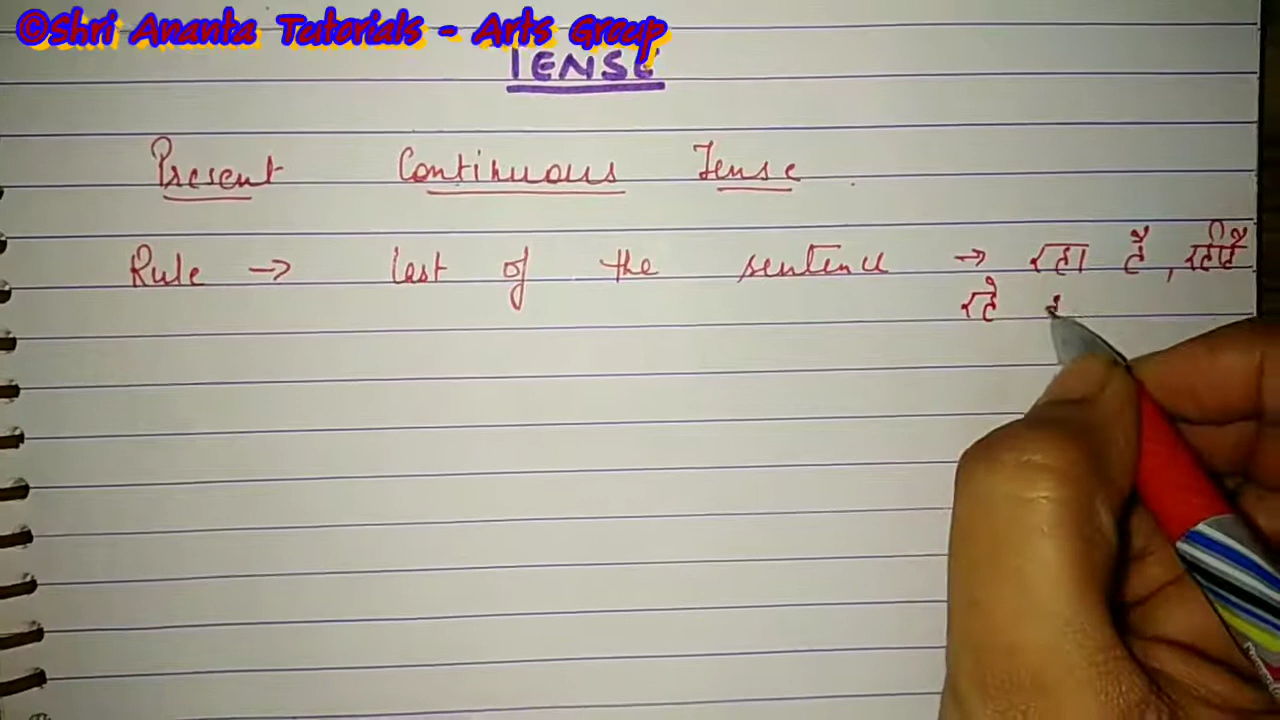 ©Shri Ananta Tutorials - Arts Group
TENSE
Present Continuous Tense
Rule → last of the sentence → रहा है, रही है
रहे